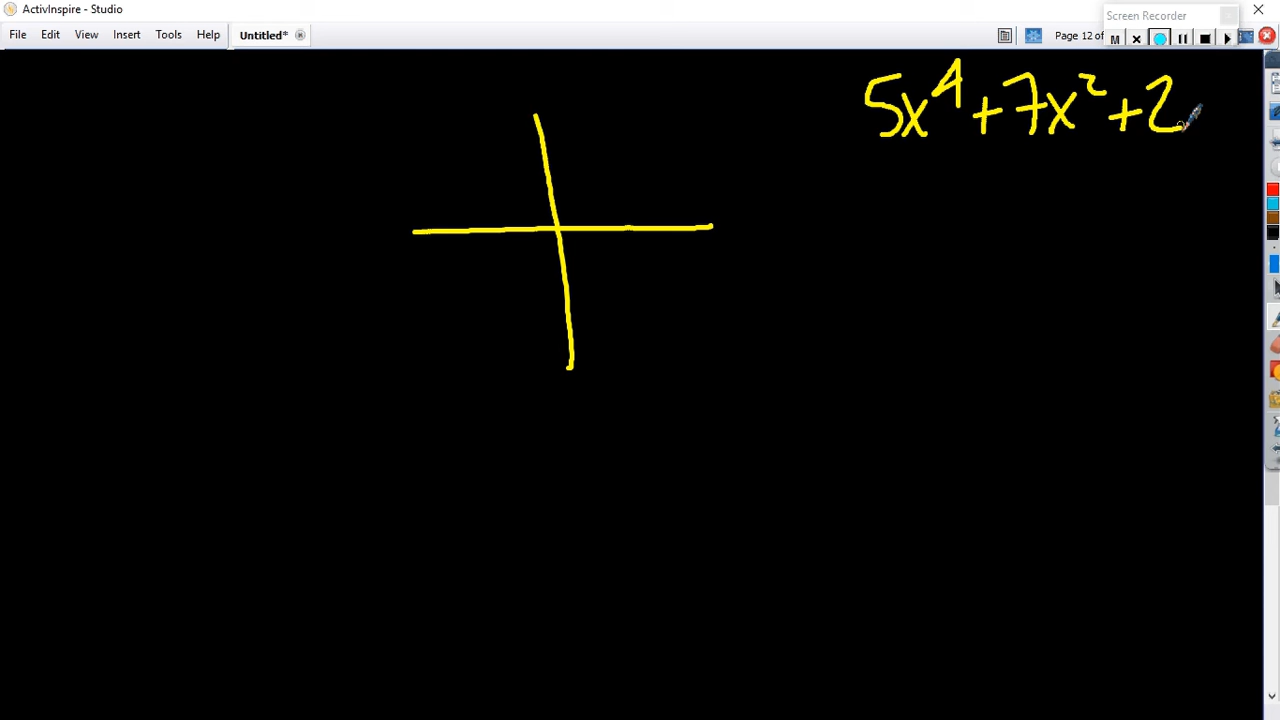 ActivInspire - Studio
Screen Recorder
File Edit View Insert Tools Help Untitled* Page 12 of
M
5x⁴+7x²+2